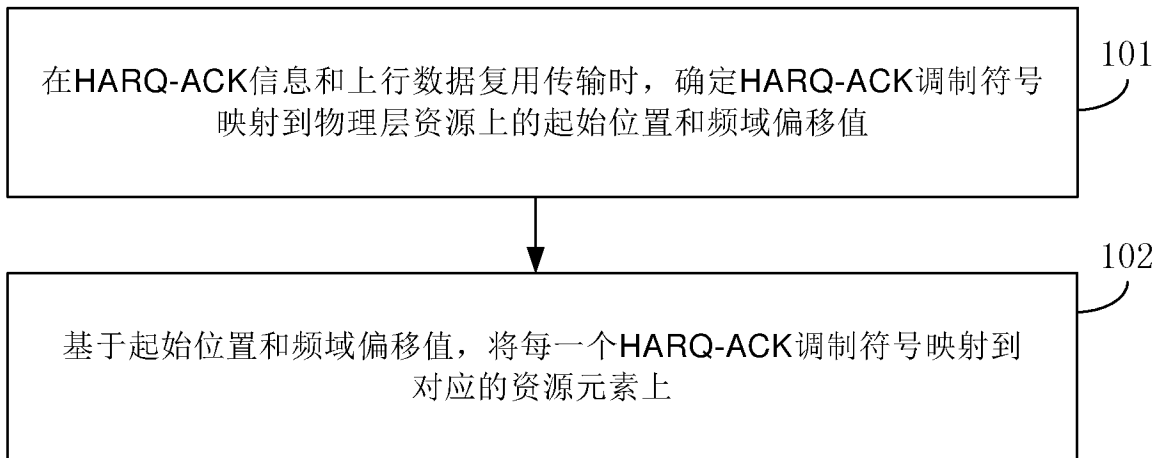 101
在HARQ-ACK信息和上行数据复用传输时，确定HARQ-ACK调制符号
映射到物理层资源上的起始位置和频域偏移值
102
基于起始位置和频域偏移值，将每一个HARQ-ACK调制符号映射到
对应的资源元素上